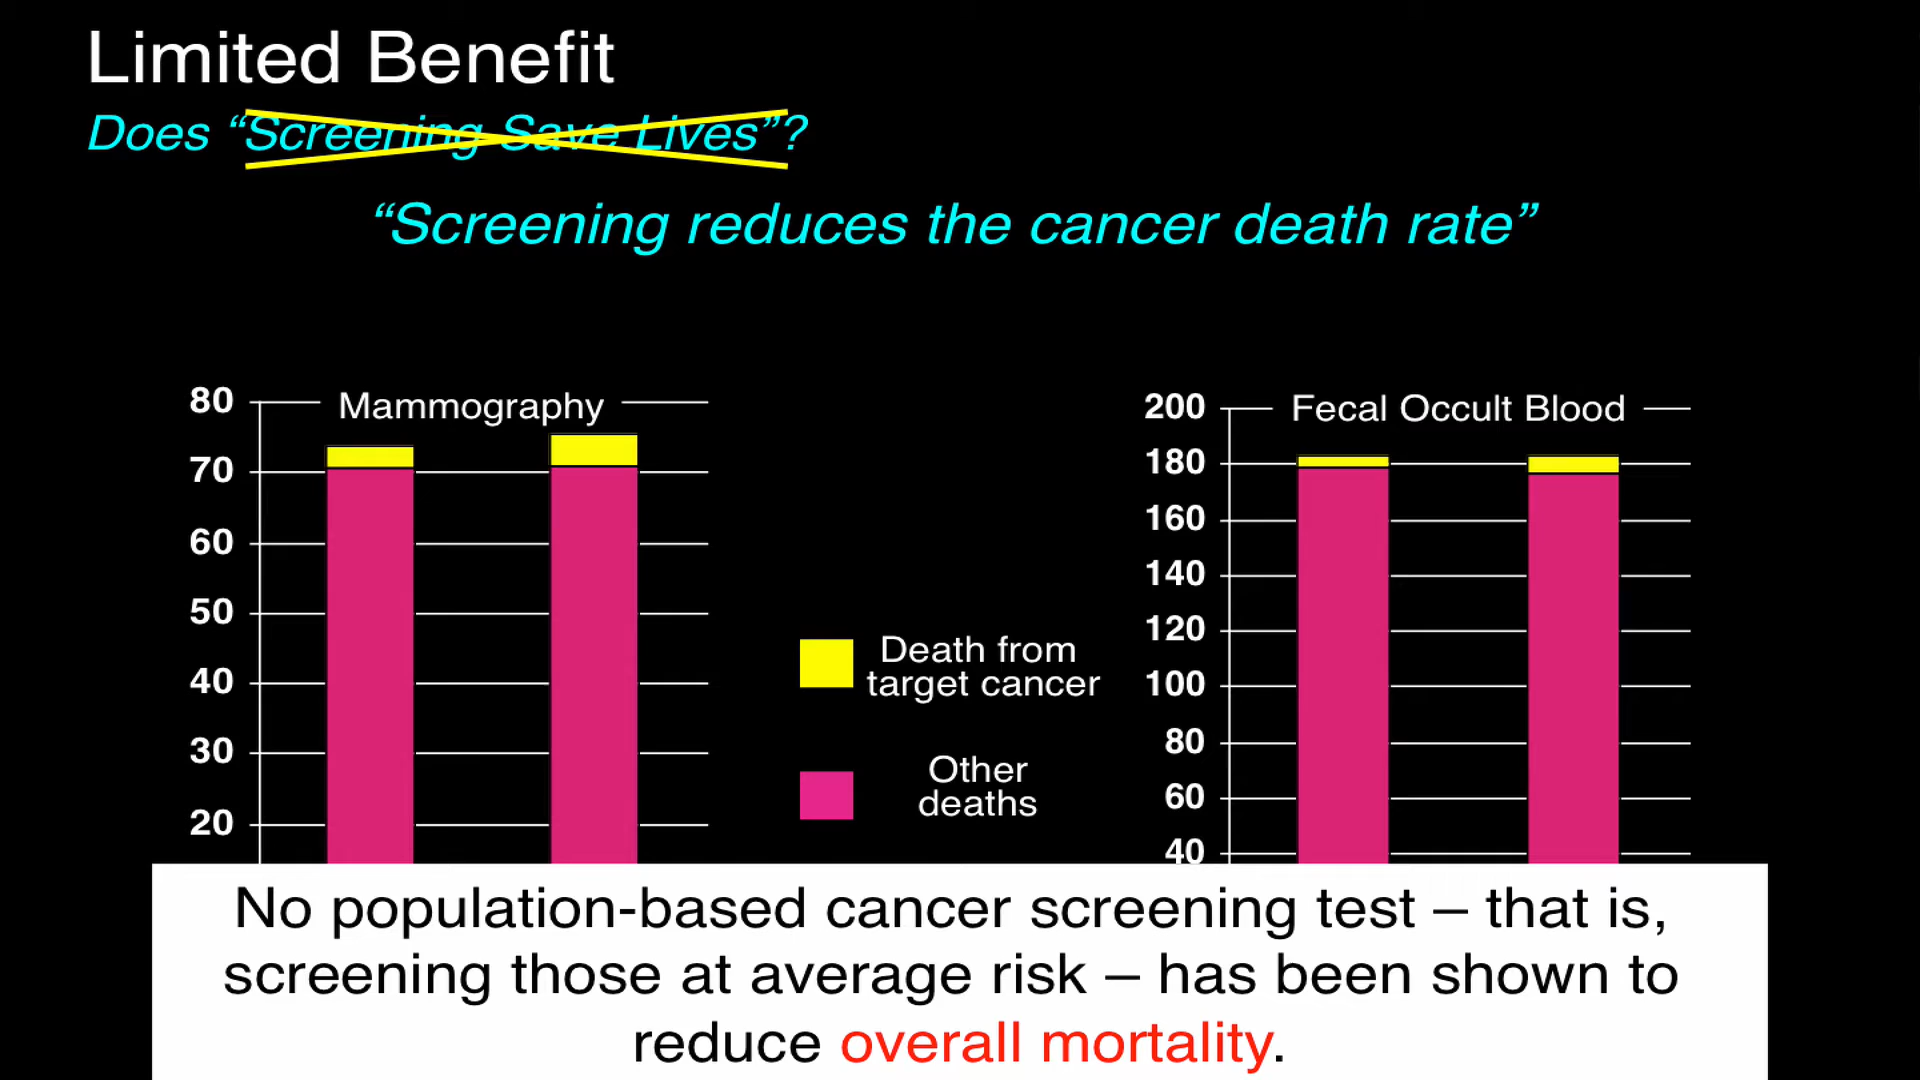 Limited Benefit
Does “Screening Save Lives”?
“Screening reduces the cancer death rate”
Mammography
80
70
60
50
40
30
20
Death from
target cancer
Other
deaths
Fecal Occult Blood
200
180
160
140
120
100
80
60
40
No population-based cancer screening test – that is,
screening those at average risk – has been shown to
reduce overall mortality.